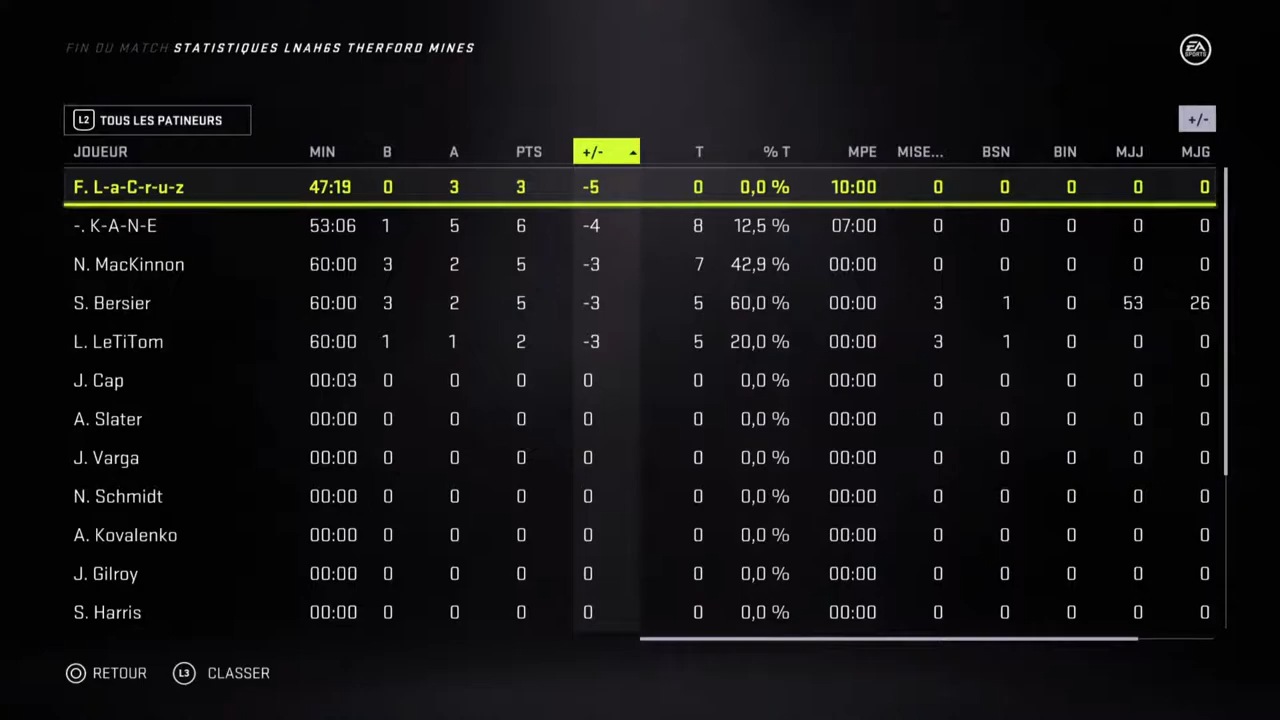 FIN DU MATCH STATISTIQUES LNAH6S THERFORD MINES
EA SPORTS
L2 TOUS LES PATINEURS
+/-
JOUEUR MIN B A PTS +/- T % T MPE MISE... BSN BIN MJJ MJG
F. L-a-C-r-u-z 47:19 0 3 3 -5 0 0,0 % 10:00 0 0 0 0 0
-. K-A-N-E 53:06 1 5 6 -4 8 12,5 % 07:00 0 0 0 0 0
N. MacKinnon 60:00 3 2 5 -3 7 42,9 % 00:00 0 0 0 0 0
S. Bersier 60:00 3 2 5 -3 5 60,0 % 00:00 3 1 0 53 26
L. LeTiTom 60:00 1 1 2 -3 5 20,0 % 00:00 3 1 0 0 0
J. Cap 00:03 0 0 0 0 0 0,0 % 00:00 0 0 0 0 0
A. Slater 00:00 0 0 0 0 0 0,0 % 00:00 0 0 0 0 0
J. Varga 00:00 0 0 0 0 0 0,0 % 00:00 0 0 0 0 0
N. Schmidt 00:00 0 0 0 0 0 0,0 % 00:00 0 0 0 0 0
A. Kovalenko 00:00 0 0 0 0 0 0,0 % 00:00 0 0 0 0 0
J. Gilroy 00:00 0 0 0 0 0 0,0 % 00:00 0 0 0 0 0
S. Harris 00:00 0 0 0 0 0 0,0 % 00:00 0 0 0 0 0
RETOUR L3 CLASSER